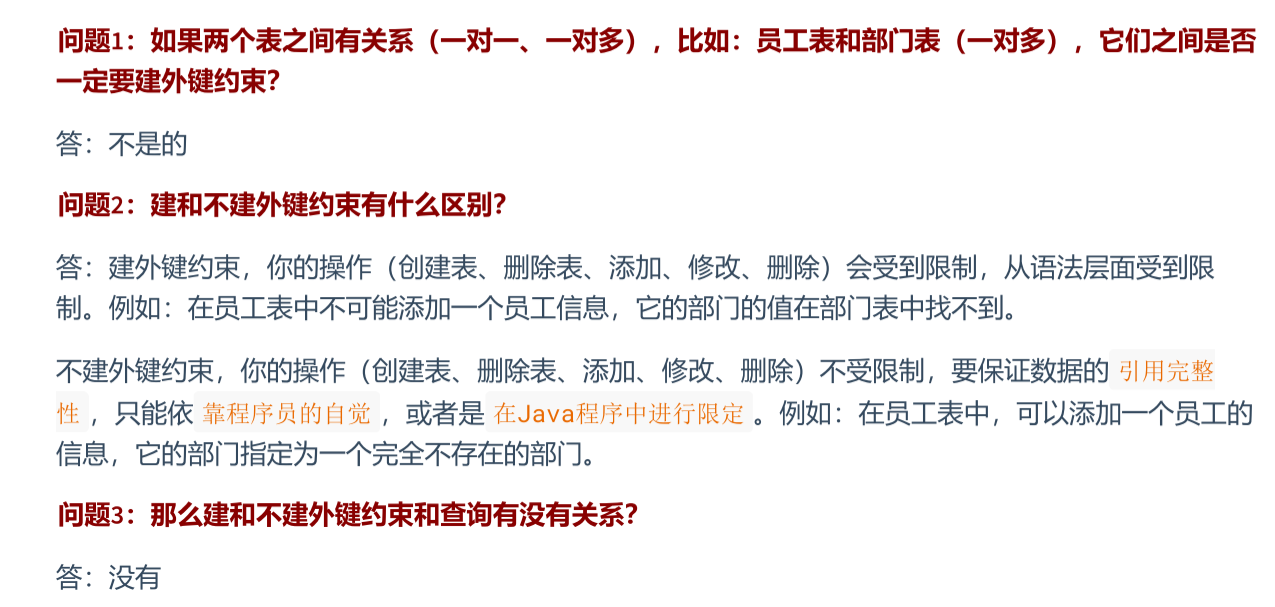 问题1：如果两个表之间有关系（一对一、一对多），比如：员工表和部门表（一对多），它们之间是否
一定要建外键约束？
答：不是的
问题2：建和不建外键约束有什么区别？
答：建外键约束，你的操作（创建表、删除表、添加、修改、删除）会受到限制，从语法层面受到限
制。例如：在员工表中不可能添加一个员工信息，它的部门的值在部门表中找不到。
不建外键约束，你的操作（创建表、删除表、添加、修改、删除）不受限制，要保证数据的 引用完整
性 ，只能依 靠程序员的自觉 ，或者是 在Java程序中进行限定 。例如：在员工表中，可以添加一个员工的
信息，它的部门指定为一个完全不存在的部门。
问题3：那么建和不建外键约束和查询有没有关系？
答：没有